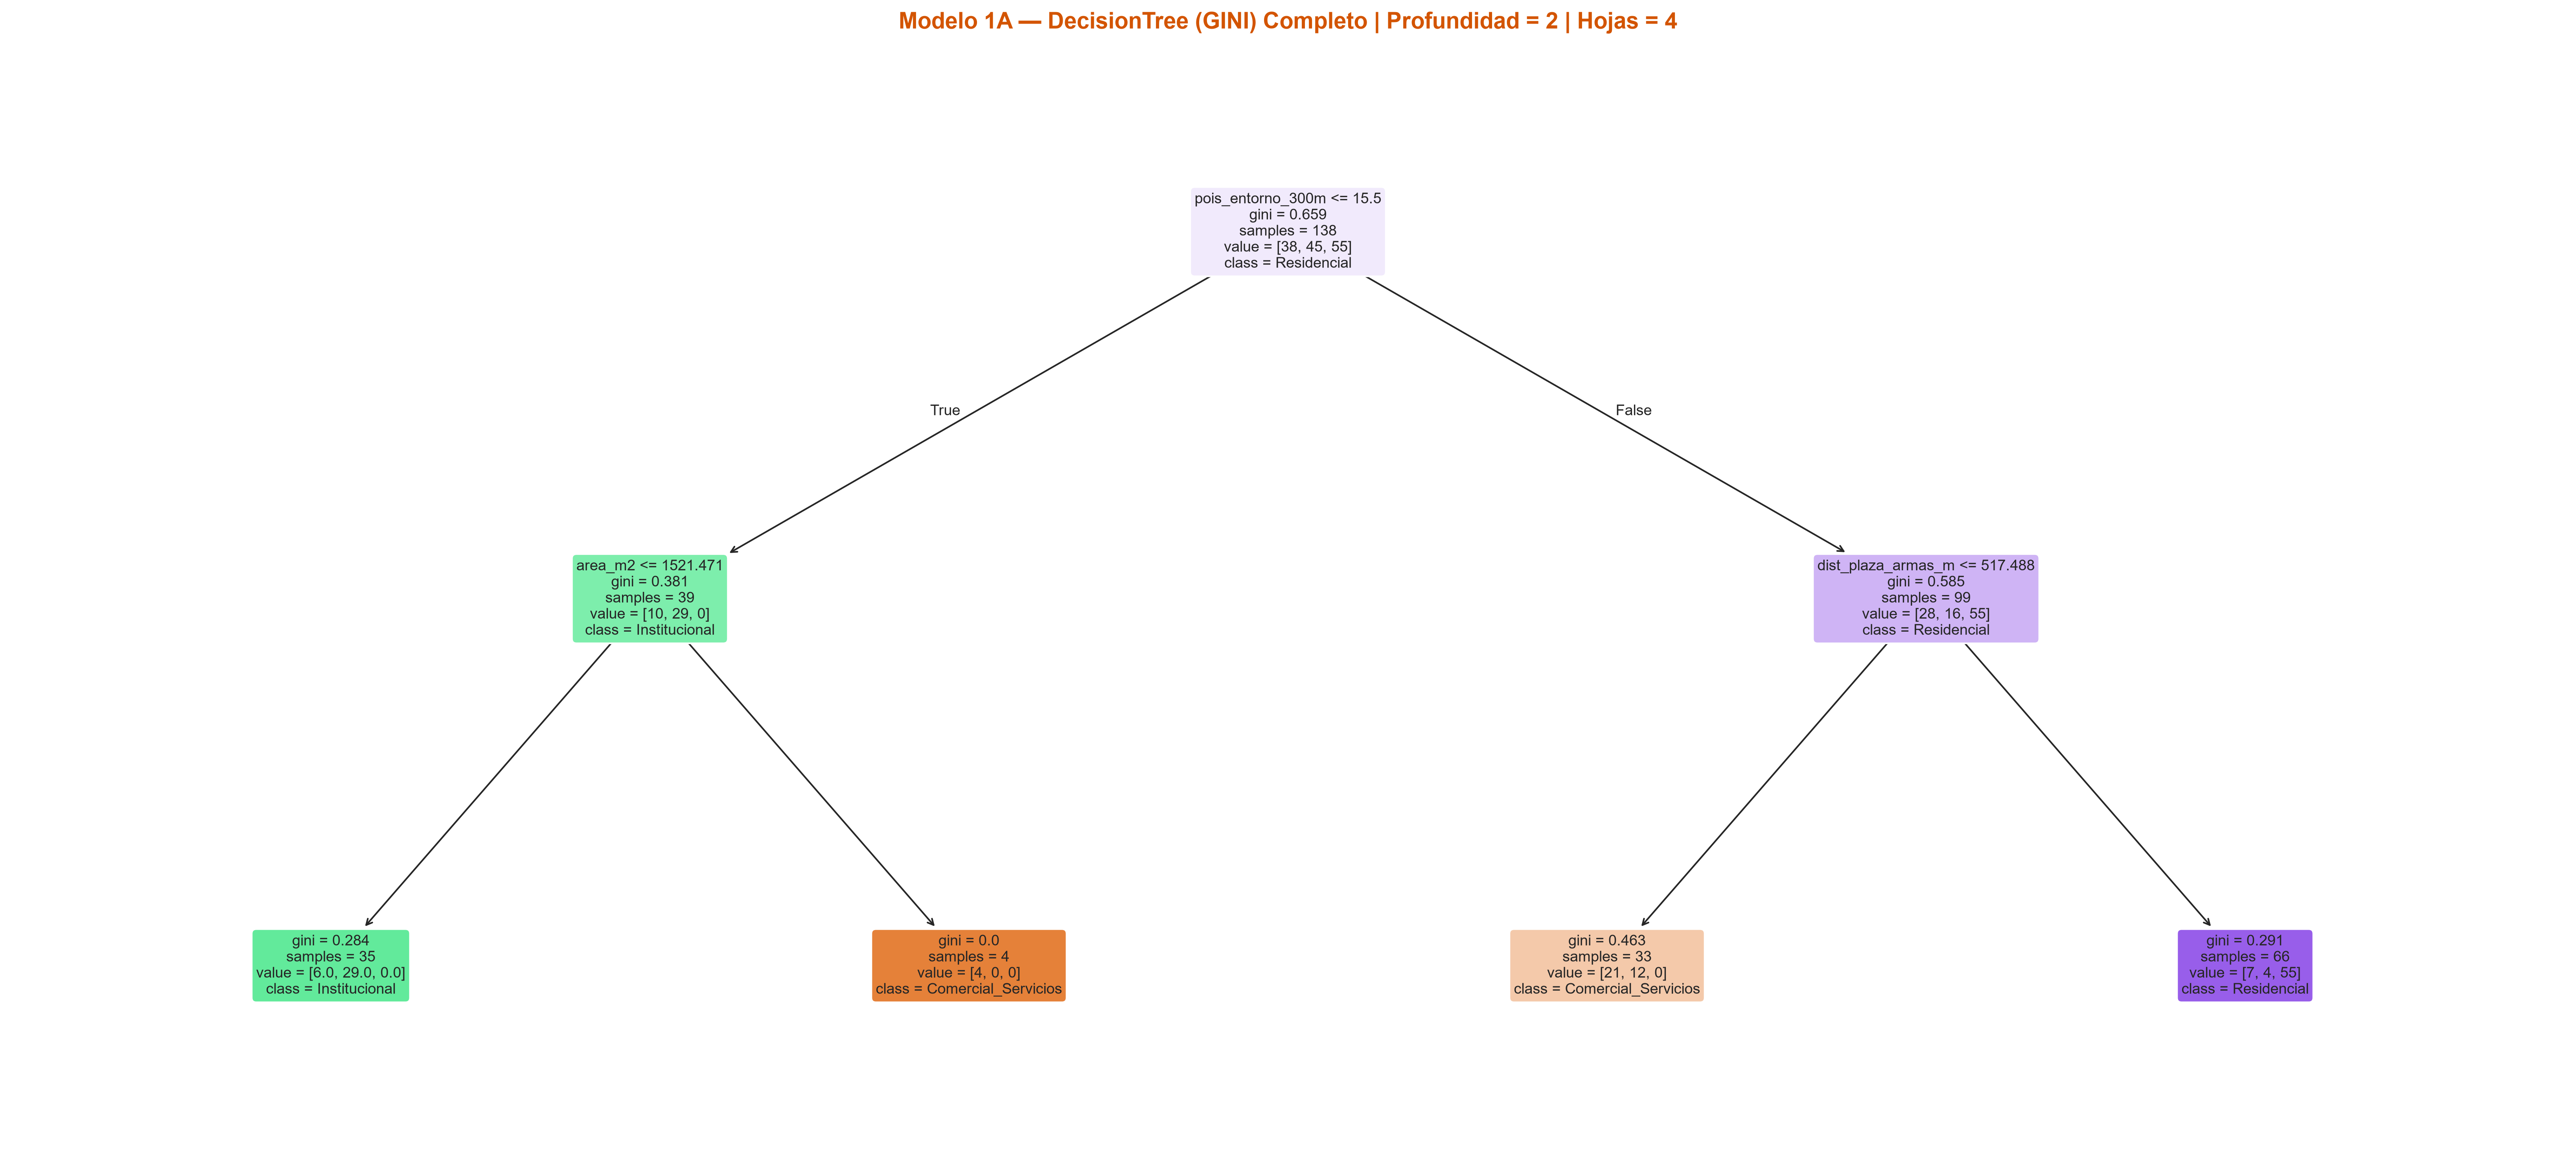 Modelo 1A — DecisionTree (GINI) Completo | Profundidad = 2 | Hojas = 4
pois_entorno_300m <= 15.5
gini = 0.659
samples = 138
value = [38, 45, 55]
class = Residencial
True
False
area_m2 <= 1521.471
gini = 0.381
samples = 39
value = [10, 29, 0]
class = Institucional
dist_plaza_armas_m <= 517.488
gini = 0.585
samples = 99
value = [28, 16, 55]
class = Residencial
gini = 0.284
samples = 35
value = [6.0, 29.0, 0.0]
class = Institucional
gini = 0.0
samples = 4
value = [4, 0, 0]
class = Comercial_Servicios
gini = 0.463
samples = 33
value = [21, 12, 0]
class = Comercial_Servicios
gini = 0.291
samples = 66
value = [7, 4, 55]
class = Residencial